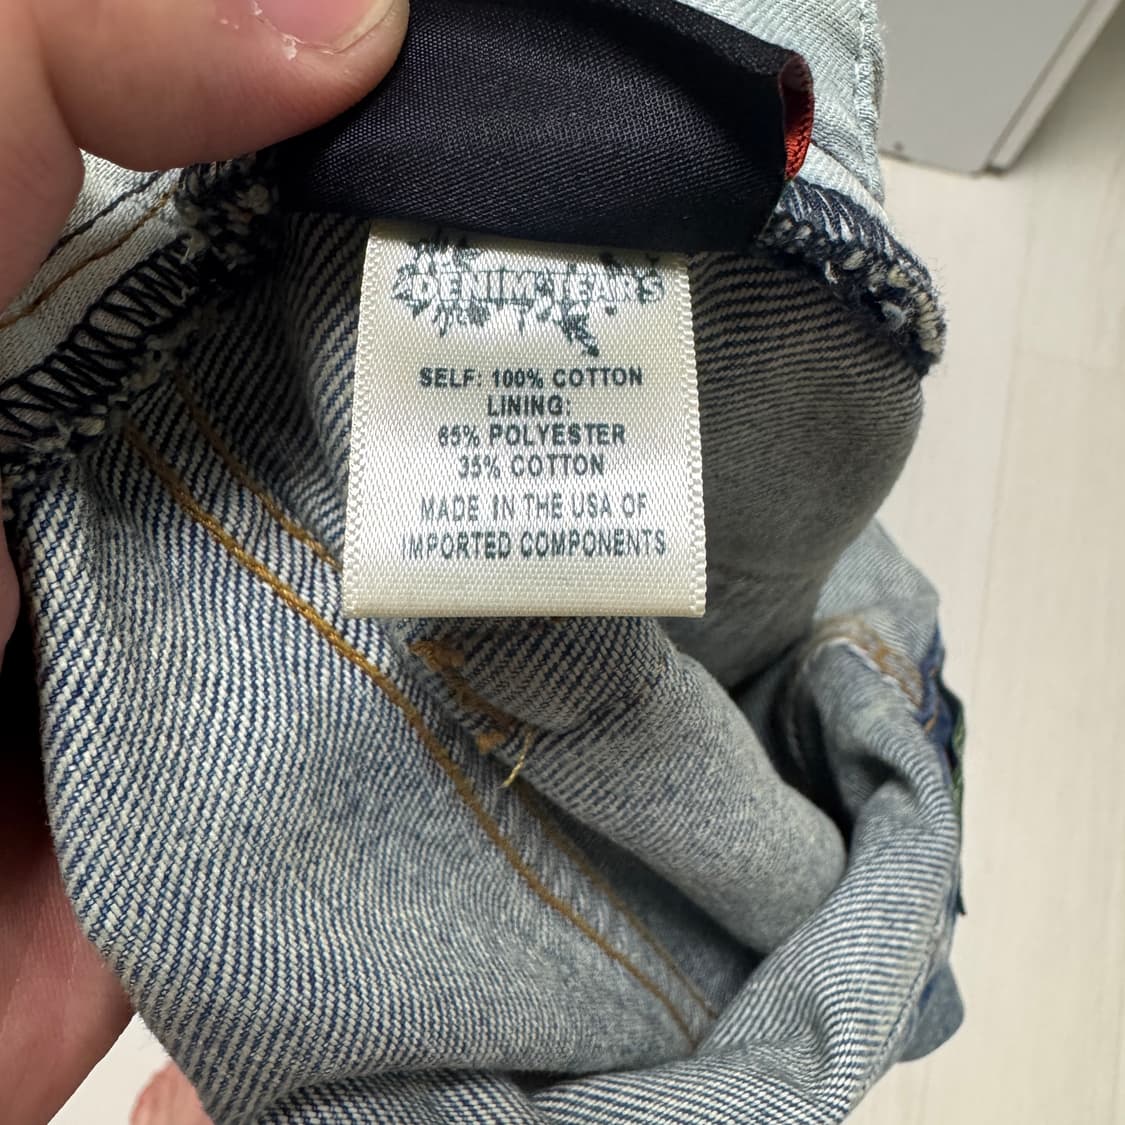 DENIM TEARS
SELF: 100% COTTON
LINING:
65% POLYESTER
35% COTTON
MADE IN THE USA OF
IMPORTED COMPONENTS